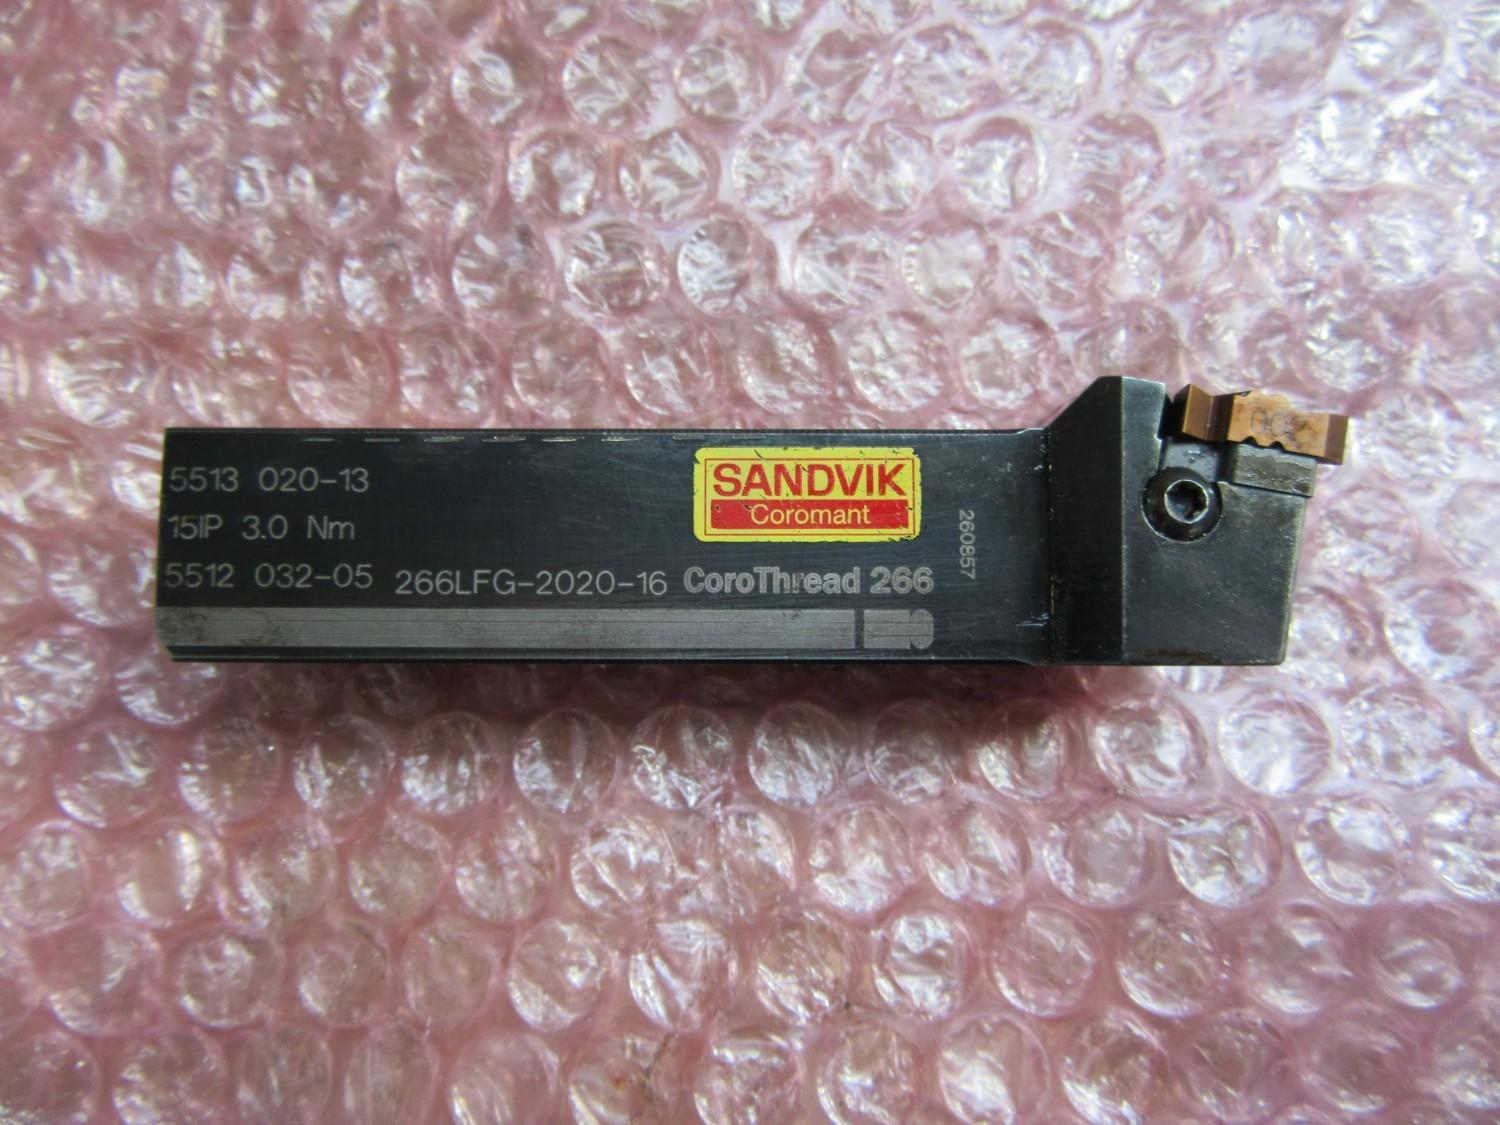 5513 020-13
15IP 3.0 Nm
5512 032-05
266LFG-2020-16 CoroThread 266
SANDVIK
Coromant
260857